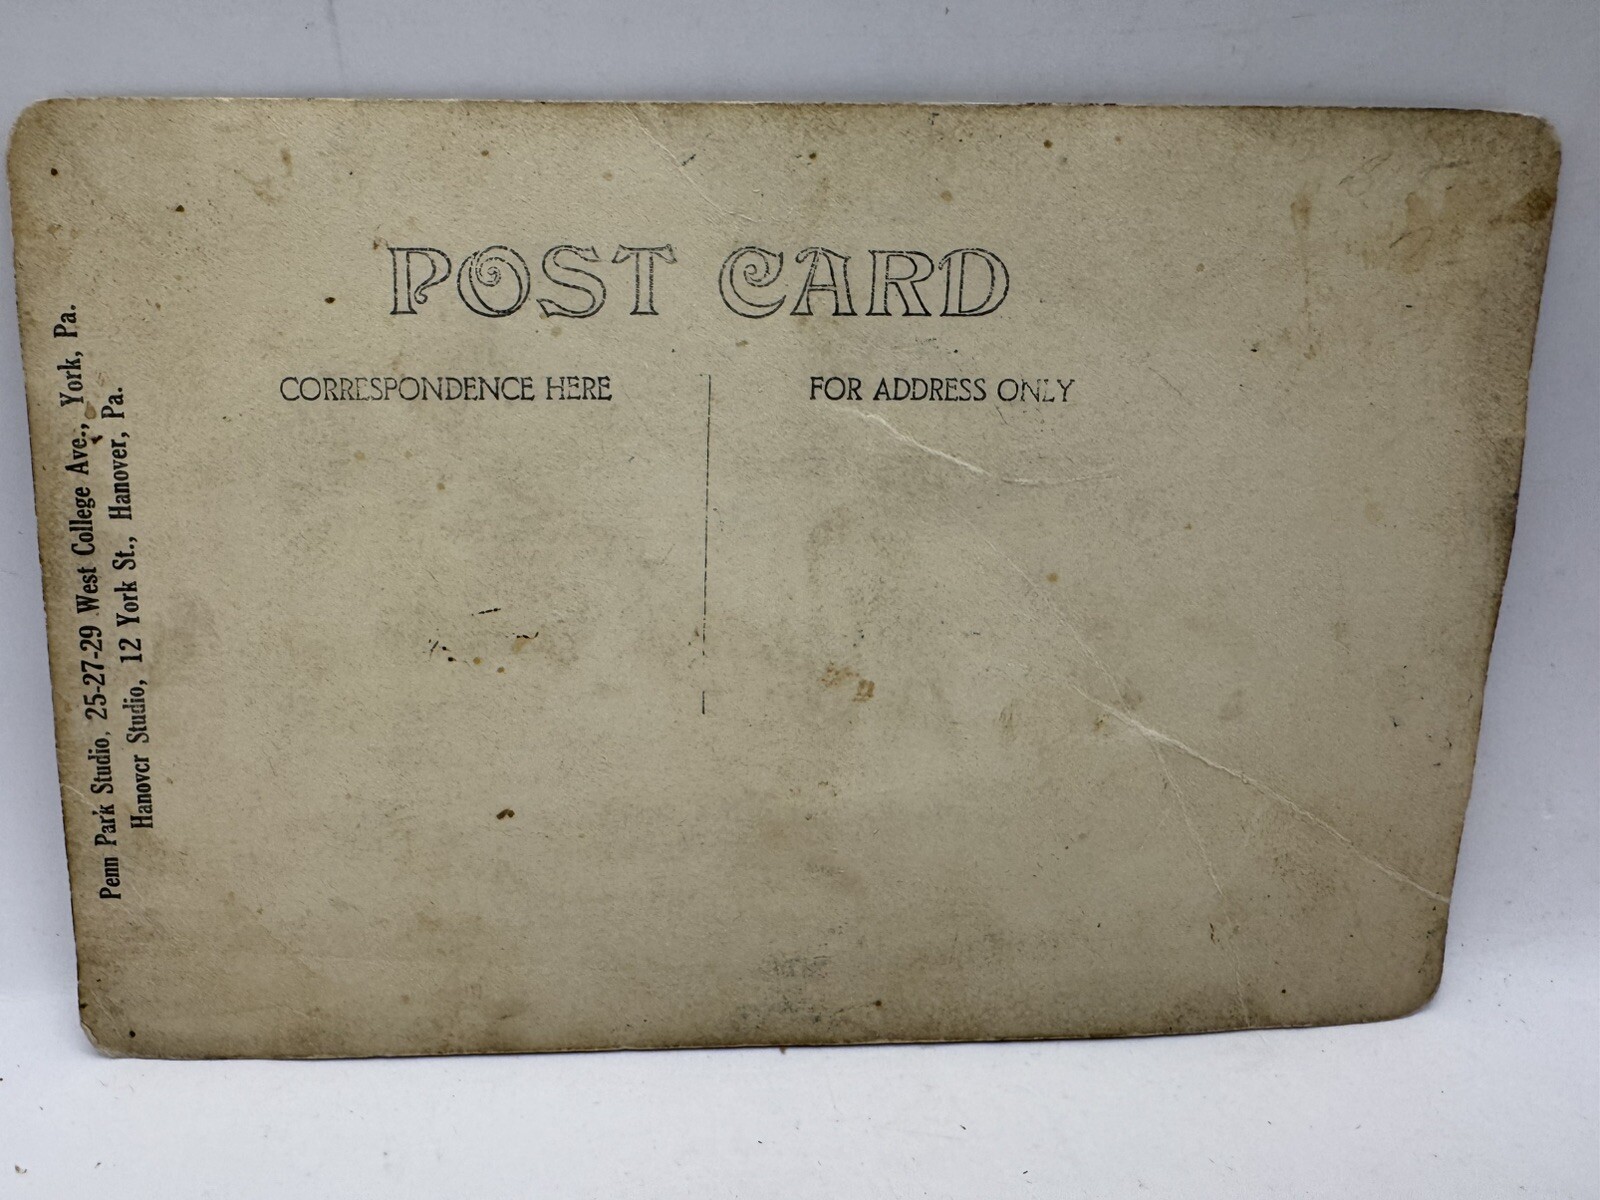 POST CARD
CORRESPONDENCE HERE
FOR ADDRESS ONLY
Penn Park Studio, 25-27-29 West College Ave., York, Pa.
Hanover Studio, 12 York St., Hanover, Pa.